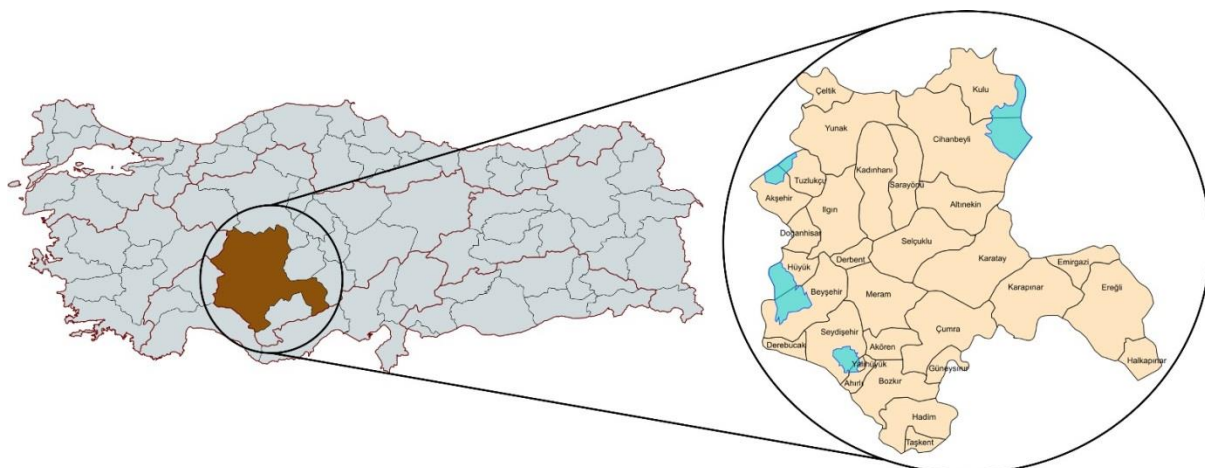 Kulu
Çeltik
Yunak
Cihanbeyli
Kadınhanı
Tuzlukçu
Sarayönü
Akşehir
Ilgın
Altınekin
Doğanhisar
Selçuklu
Derbent
Karatay
Hüyük
Emirgazi
Beyşehir
Meram
Karapınar
Ereğli
Seydişehir
Çumra
Derebucak
Akören
Yalıhüyük
Halkapınar
Güneysınır
Ahırlı
Bozkır
Hadim
Taşkent